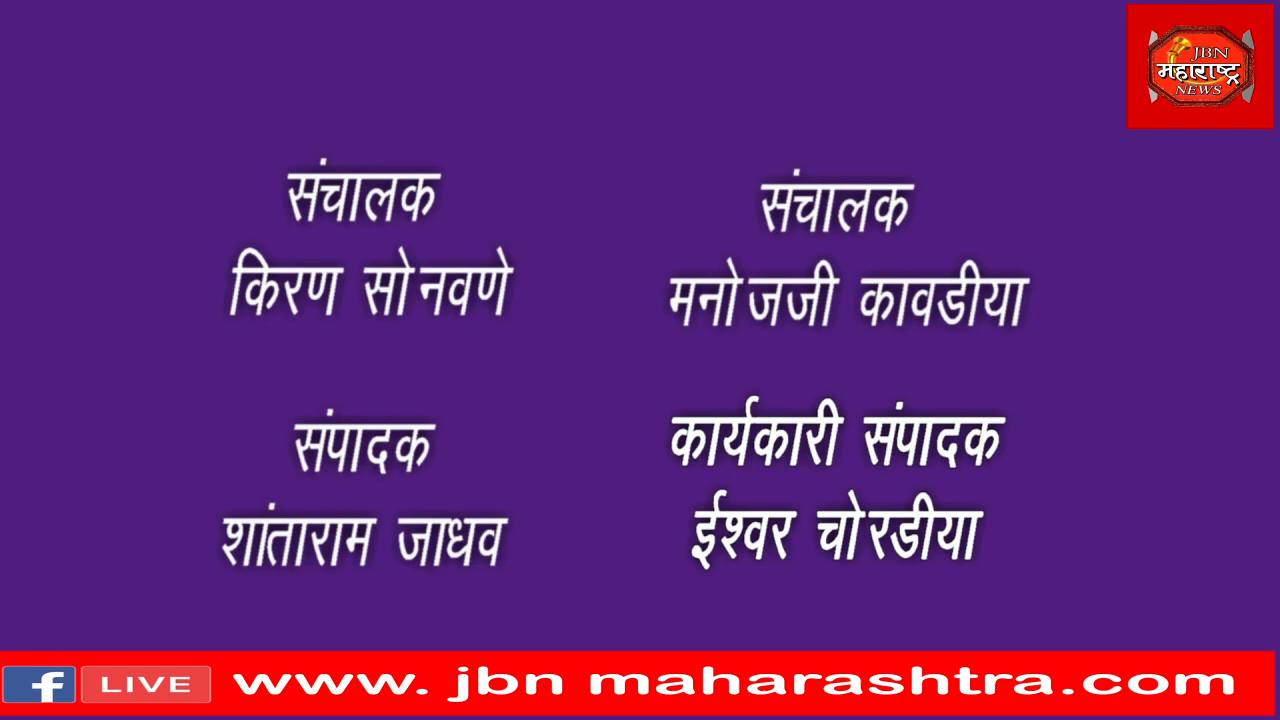 JBN
महाराष्ट्र
NEWS
संचालक
किरण सोनवणे
संचालक
मनोजजी कावडीया
संपादक
शांताराम जाधव
कार्यकारी संपादक
ईश्वर चोरडीया
f LIVE www. jbn maharashtra.com